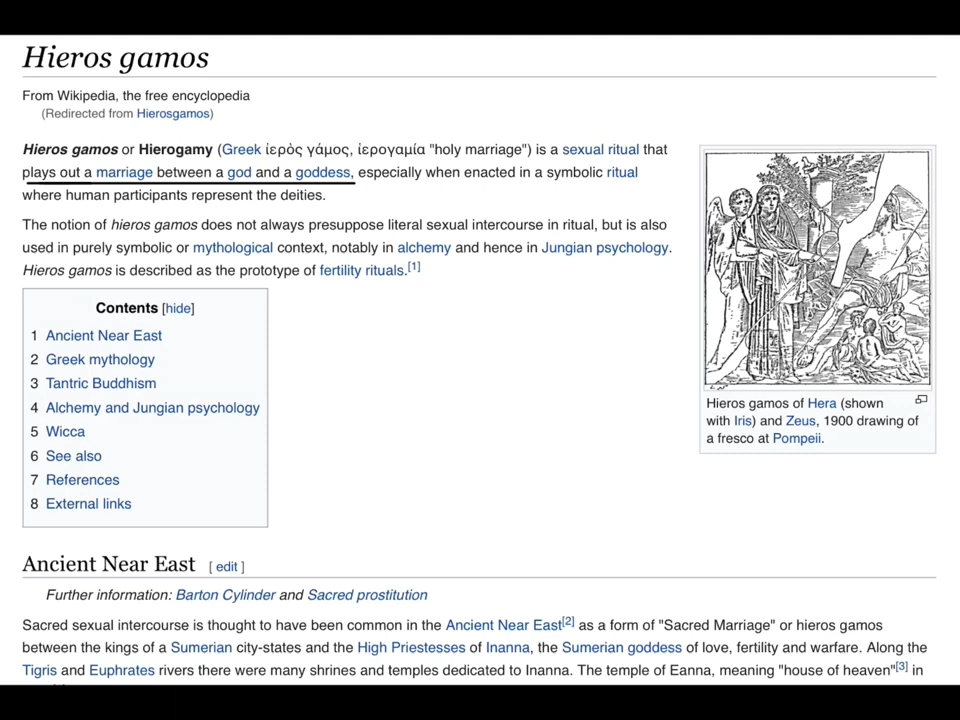 Hieros gamos
From Wikipedia, the free encyclopedia
(Redirected from Hierosgamos)
Hieros gamos or Hierogamy (Greek ἱερὸς γάμος, ἱερογαμία "holy marriage") is a sexual ritual that
plays out a marriage between a god and a goddess, especially when enacted in a symbolic ritual
where human participants represent the deities.
The notion of hieros gamos does not always presuppose literal sexual intercourse in ritual, but is also
used in purely symbolic or mythological context, notably in alchemy and hence in Jungian psychology.
Hieros gamos is described as the prototype of fertility rituals.[1]
Contents [hide]
1 Ancient Near East
2 Greek mythology
3 Tantric Buddhism
4 Alchemy and Jungian psychology
5 Wicca
6 See also
7 References
8 External links
Hieros gamos of Hera (shown
with Iris) and Zeus, 1900 drawing of
a fresco at Pompeii.
Ancient Near East [ edit ]
Further information: Barton Cylinder and Sacred prostitution
Sacred sexual intercourse is thought to have been common in the Ancient Near East[2] as a form of "Sacred Marriage" or hieros gamos
between the kings of a Sumerian city-states and the High Priestesses of Inanna, the Sumerian goddess of love, fertility and warfare. Along the
Tigris and Euphrates rivers there were many shrines and temples dedicated to Inanna. The temple of Eanna, meaning "house of heaven"[3] in